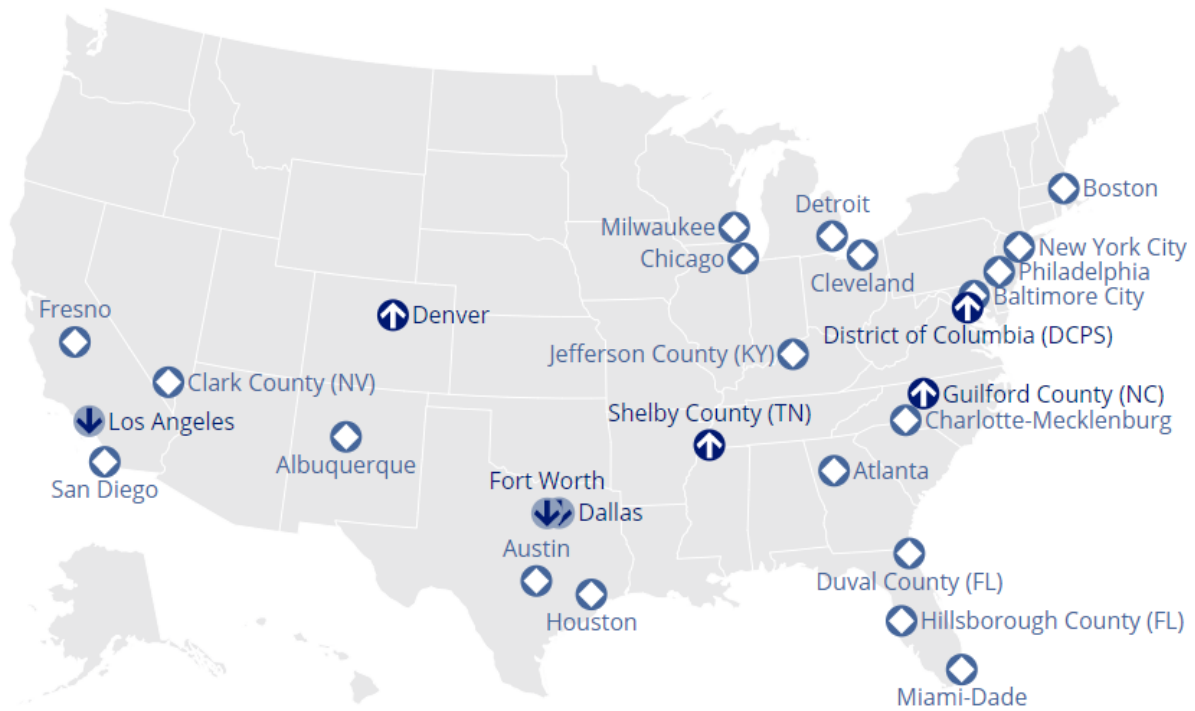 Boston
Detroit
Milwaukee
New York City
Chicago
Philadelphia
Cleveland
Baltimore City
Fresno
Denver
District of Columbia (DCPS)
Jefferson County (KY)
Clark County (NV)
Guilford County (NC)
Shelby County (TN)
Los Angeles
Charlotte-Mecklenburg
Albuquerque
Atlanta
San Diego
Fort Worth
Dallas
Austin
Duval County (FL)
Houston
Hillsborough County (FL)
Miami-Dade